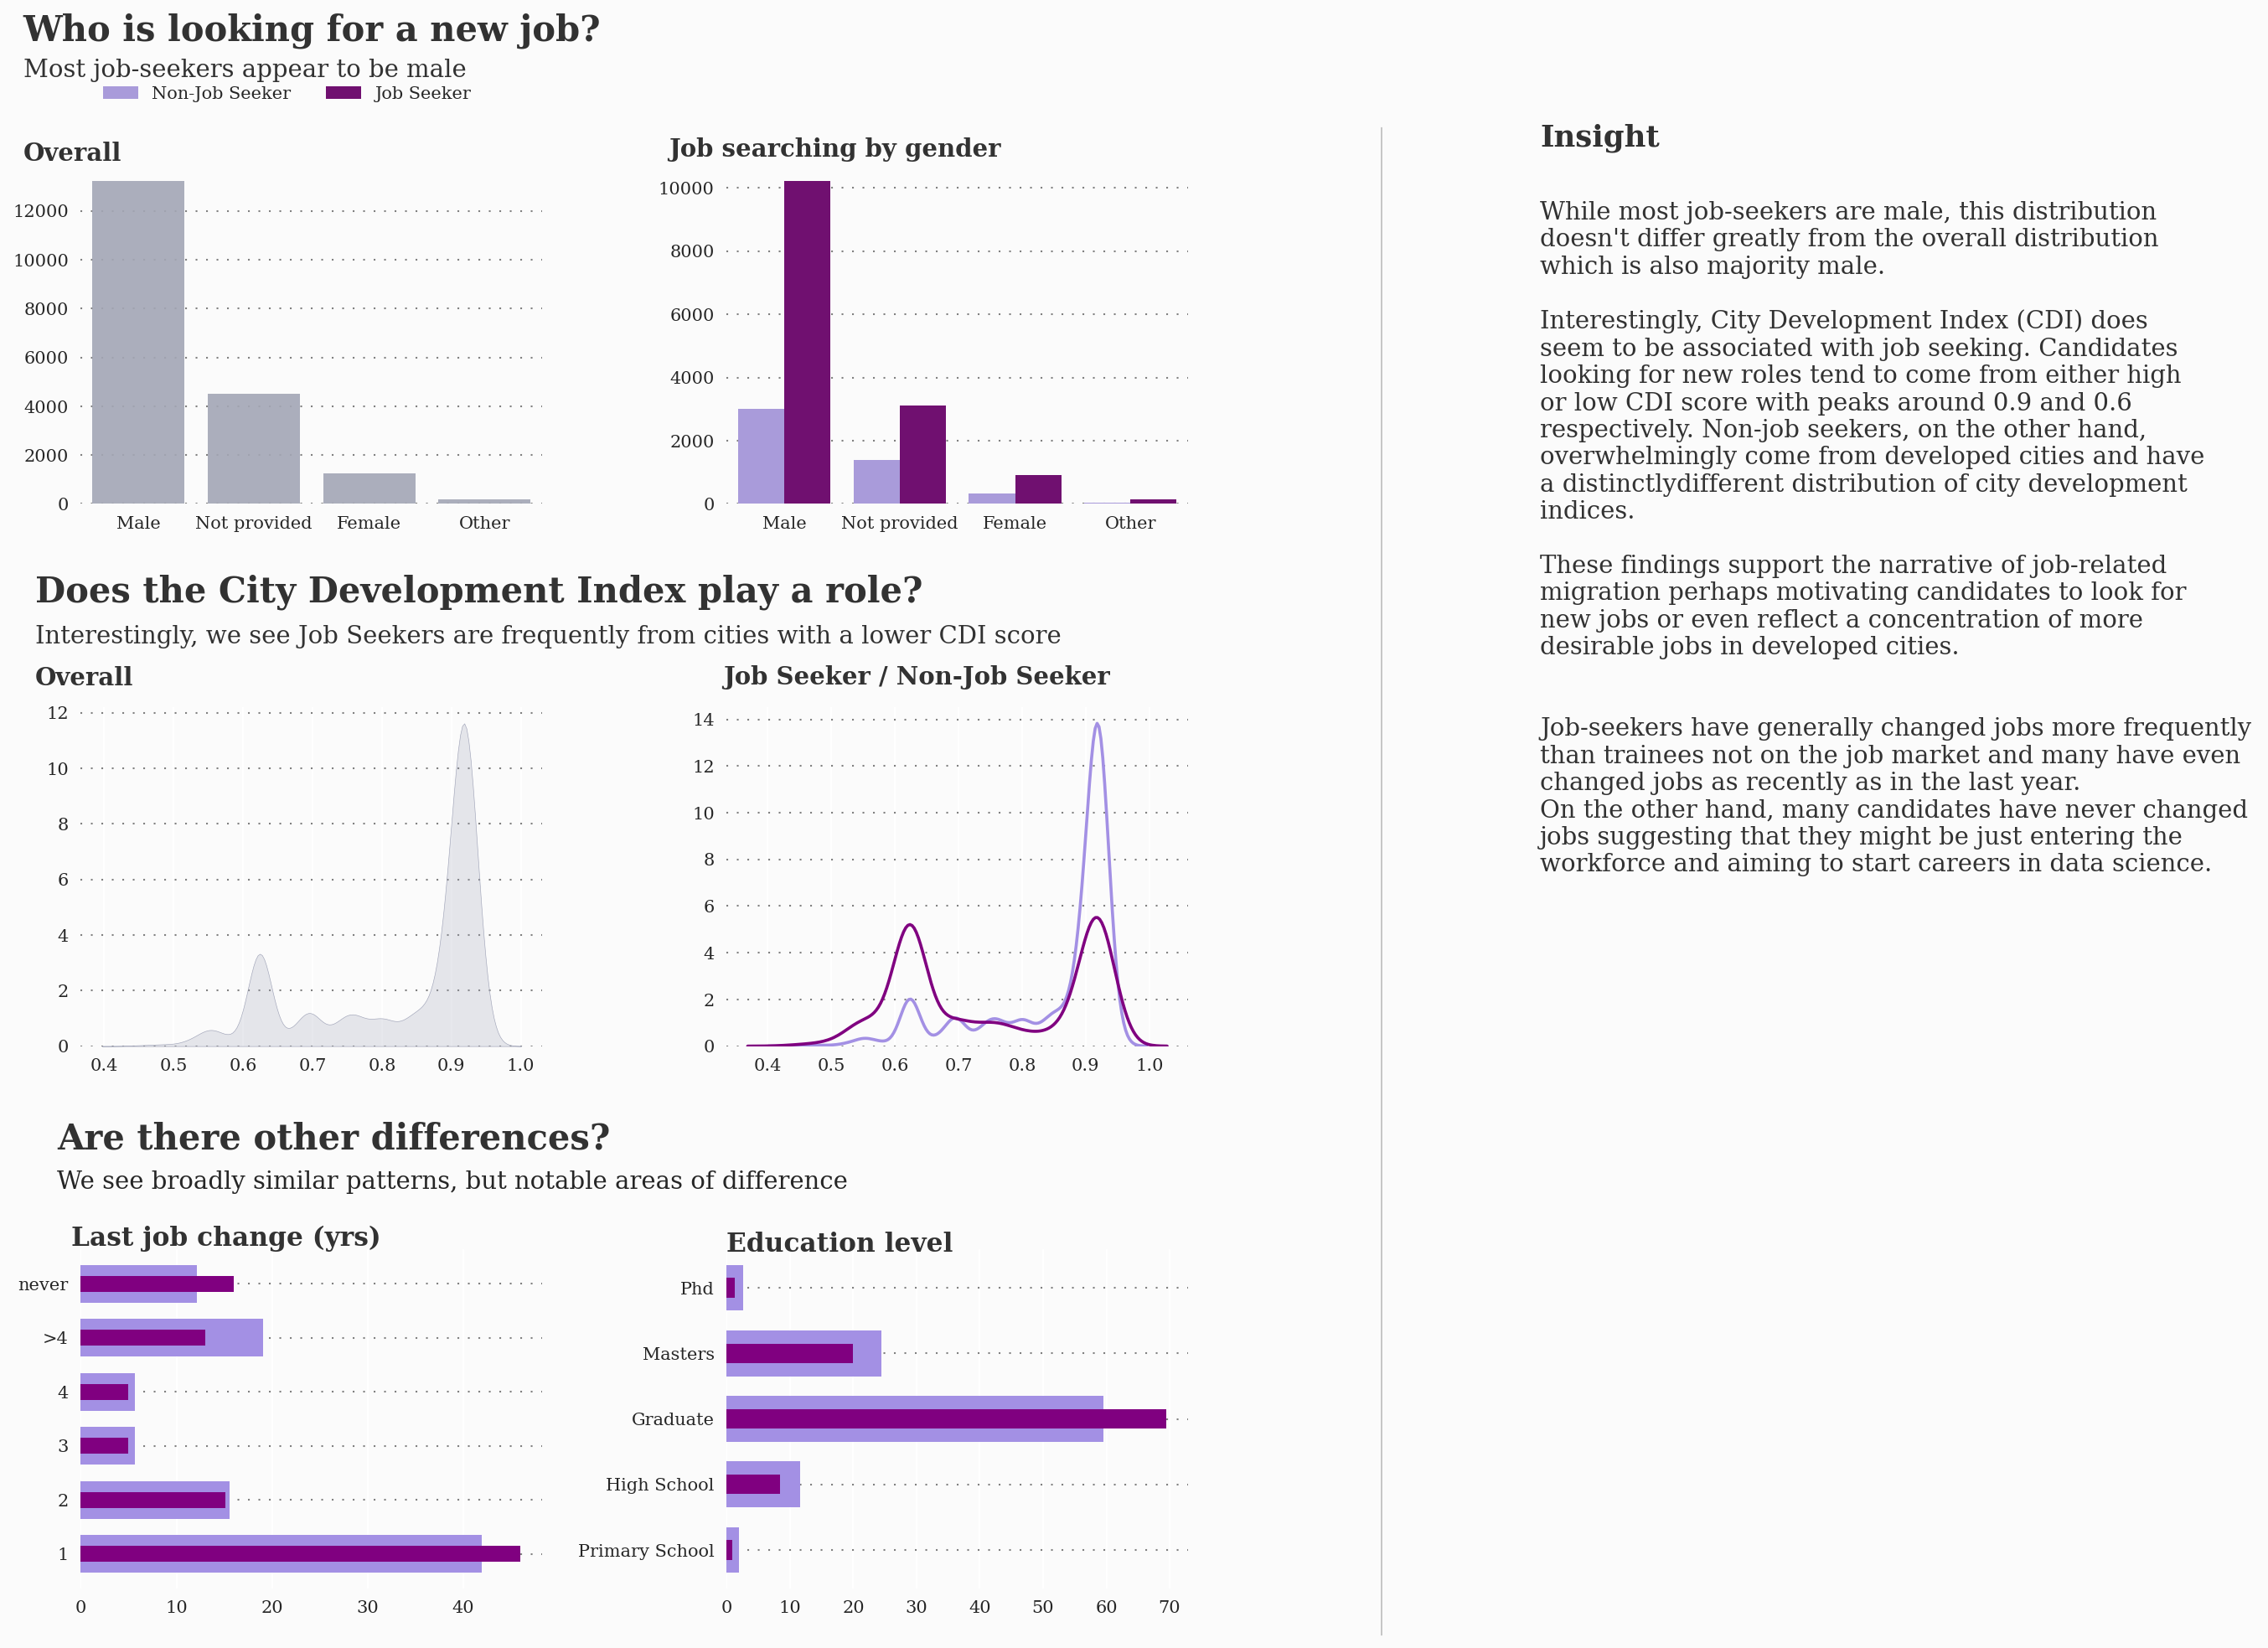 Who is looking for a new job?
Most job-seekers appear to be male
Non-Job Seeker Job Seeker
Overall
12000
10000
8000
6000
4000
2000
0
Male Not provided Female Other
Job searching by gender
10000
8000
6000
4000
2000
0
Male Not provided Female Other
Does the City Development Index play a role?
Interestingly, we see Job Seekers are frequently from cities with a lower CDI score
Overall
12
10
8
6
4
2
0
0.4 0.5 0.6 0.7 0.8 0.9 1.0
Job Seeker / Non-Job Seeker
14
12
10
8
6
4
2
0
0.4 0.5 0.6 0.7 0.8 0.9 1.0
Are there other differences?
We see broadly similar patterns, but notable areas of difference
Last job change (yrs)
never
>4
4
3
2
1
0 10 20 30 40
Education level
Phd
Masters
Graduate
High School
Primary School
0 10 20 30 40 50 60 70
Insight
While most job-seekers are male, this distribution
doesn't differ greatly from the overall distribution
which is also majority male.
Interestingly, City Development Index (CDI) does
seem to be associated with job seeking. Candidates
looking for new roles tend to come from either high
or low CDI score with peaks around 0.9 and 0.6
respectively. Non-job seekers, on the other hand,
overwhelmingly come from developed cities and have
a distinctlydifferent distribution of city development
indices.
These findings support the narrative of job-related
migration perhaps motivating candidates to look for
new jobs or even reflect a concentration of more
desirable jobs in developed cities.
Job-seekers have generally changed jobs more frequently
than trainees not on the job market and many have even
changed jobs as recently as in the last year.
On the other hand, many candidates have never changed
jobs suggesting that they might be just entering the
workforce and aiming to start careers in data science.